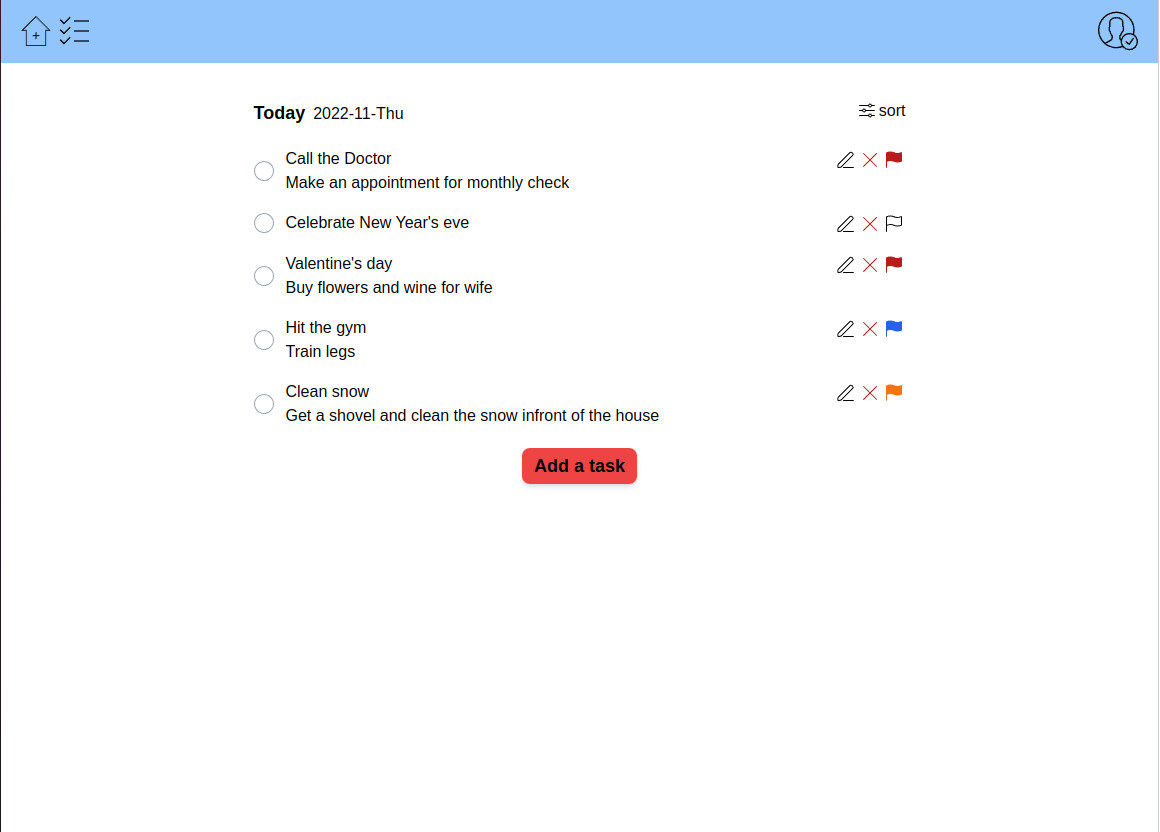 Today 2022-11-Thu
sort
Call the Doctor
Make an appointment for monthly check
Celebrate New Year's eve
Valentine's day
Buy flowers and wine for wife
Hit the gym
Train legs
Clean snow
Get a shovel and clean the snow infront of the house
Add a task